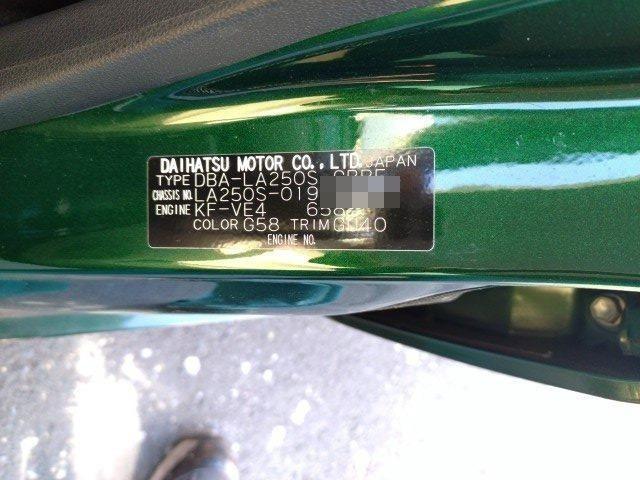 DAIHATSU MOTOR CO., LTD. JAPAN
TYPE DBA-LA250S
CHASSIS NO. LA250S-019
ENGINE KF-VE4 658
COLOR G58 TRIM
ENGINE NO.